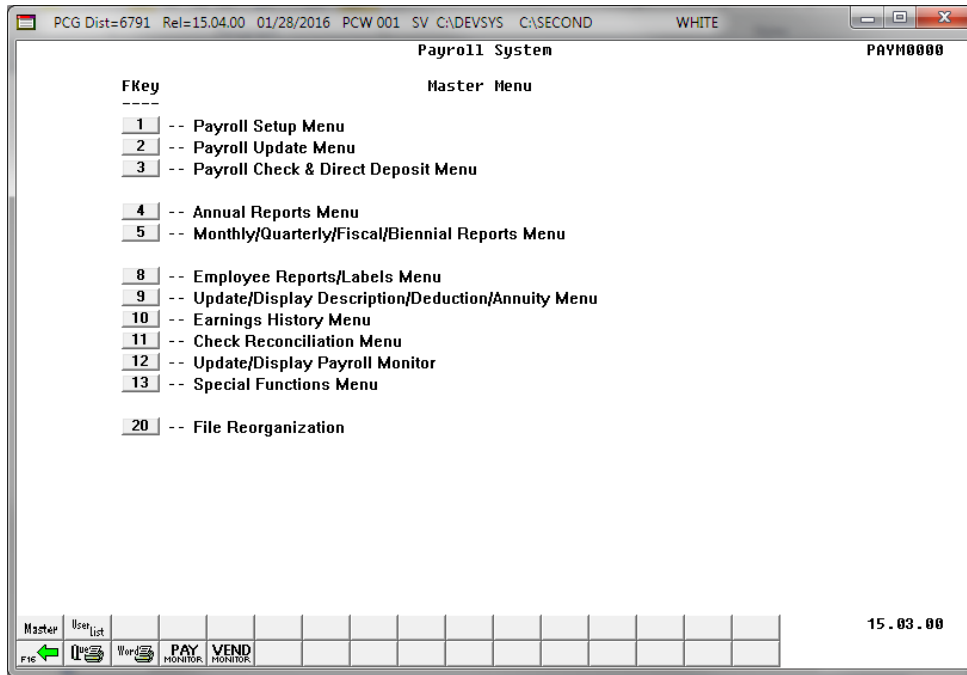 PCG Dist=6791 Rel=15.04.00 01/28/2016 PCW 001 SV C:\DEVSYS C:\SECOND WHITE
Payroll System PAYM0000
FKey Master Menu
----
1 -- Payroll Setup Menu
2 -- Payroll Update Menu
3 -- Payroll Check & Direct Deposit Menu
4 -- Annual Reports Menu
5 -- Monthly/Quarterly/Fiscal/Biennial Reports Menu
8 -- Employee Reports/Labels Menu
9 -- Update/Display Description/Deduction/Annuity Menu
10 -- Earnings History Menu
11 -- Check Reconciliation Menu
12 -- Update/Display Payroll Monitor
13 -- Special Functions Menu
20 -- File Reorganization
Master User List 15.03.00
F16 Que Word PAY MONITOR VEND MONITOR